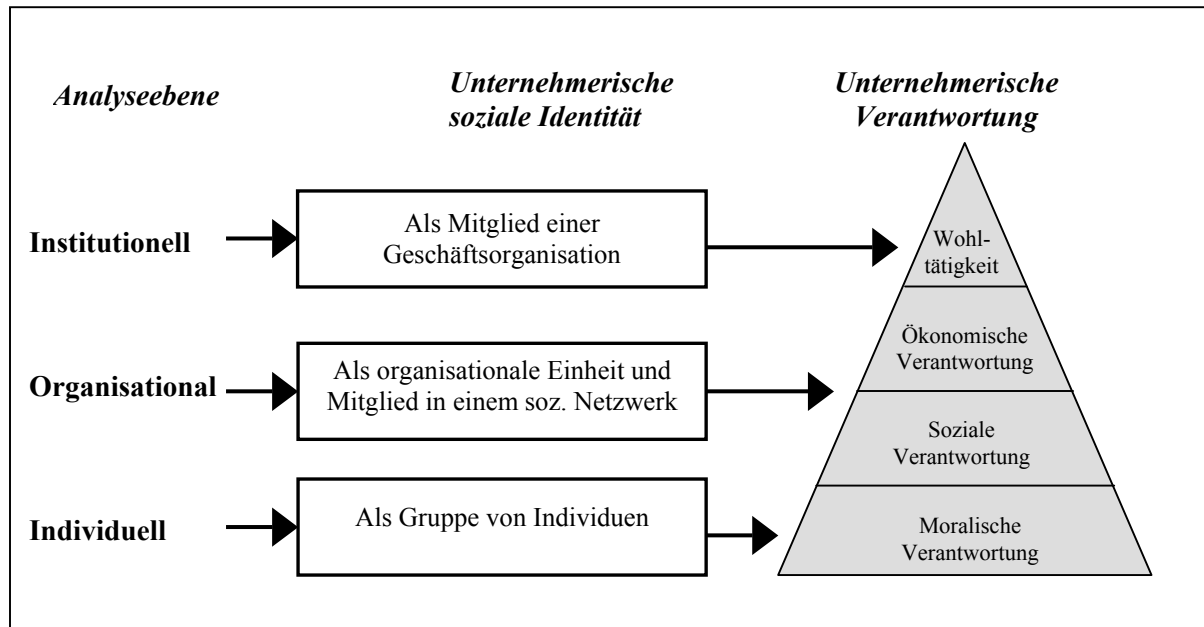 Analyseebene
Unternehmerische
soziale Identität
Unternehmerische
Verantwortung
Institutionell
Als Mitglied einer
Geschäftsorganisation
Wohl-
tätigkeit
Organisational
Als organisationale Einheit und
Mitglied in einem soz. Netzwerk
Ökonomische
Verantwortung
Soziale
Verantwortung
Individuell
Als Gruppe von Individuen
Moralische
Verantwortung